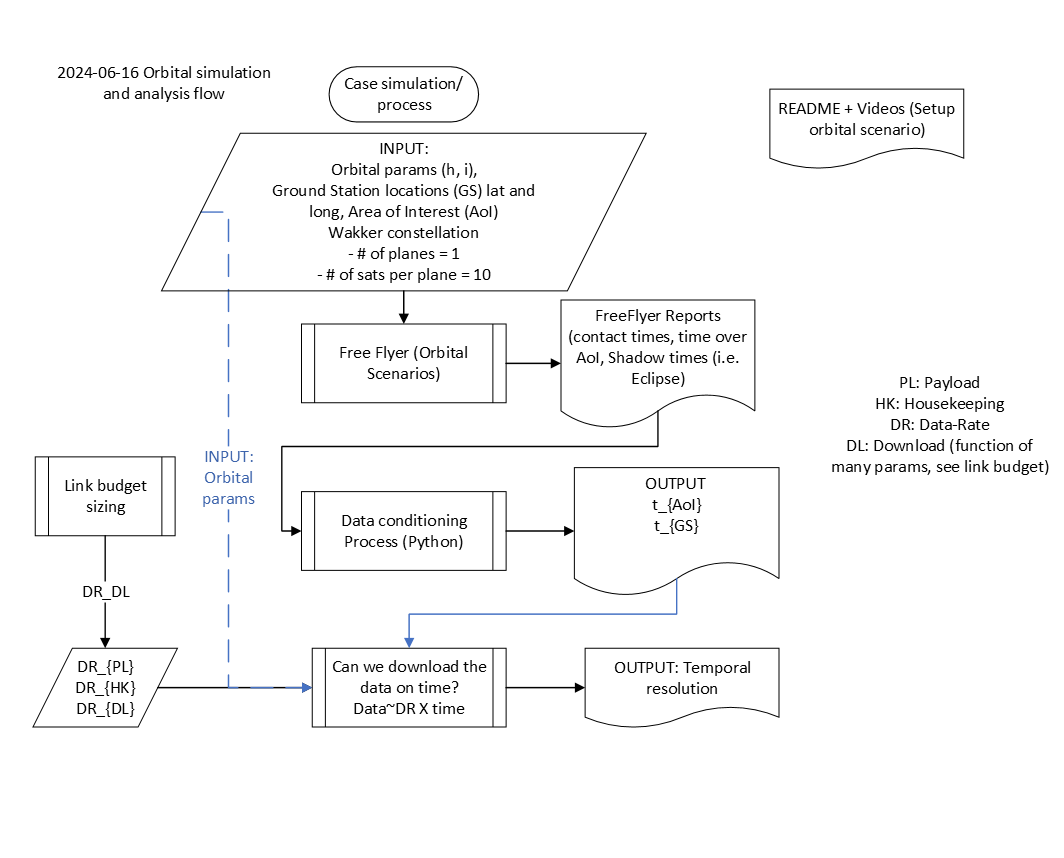 2024-06-16 Orbital simulation
and analysis flow
Case simulation/
process
README + Videos (Setup
orbital scenario)
INPUT:
Orbital params (h, i),
Ground Station locations (GS) lat and
long, Area of Interest (AoI)
Wakker constellation
- # of planes = 1
- # of sats per plane = 10
Free Flyer (Orbital
Scenarios)
FreeFlyer Reports
(contact times, time over
AoI, Shadow times (i.e.
Eclipse)
PL: Payload
HK: Housekeeping
DR: Data-Rate
DL: Download (function of
many params, see link budget)
INPUT:
Orbital
params
Link budget
sizing
Data conditioning
Process (Python)
OUTPUT
t_{AoI}
t_{GS}
DR_DL
DR_{PL}
DR_{HK}
DR_{DL}
Can we download the
data on time?
Data~DR X time
OUTPUT: Temporal
resolution